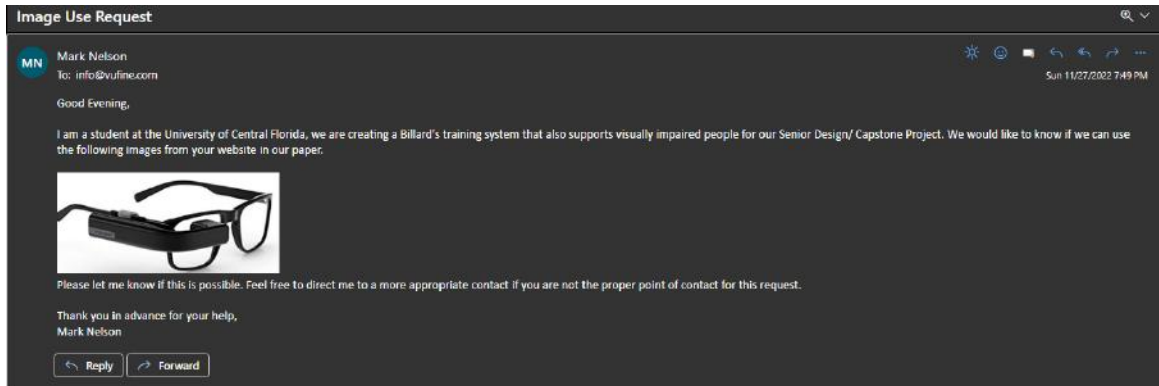 Image Use Request
MN
Mark Nelson
To: info@vufine.com
Sun 11/27/2022 7:49 PM
Good Evening,
I am a student at the University of Central Florida, we are creating a Billard's training system that also supports visually impaired people for our Senior Design/ Capstone Project. We would like to know if we can use
the following images from your website in our paper.
Please let me know if this is possible. Feel free to direct me to a more appropriate contact if you are not the proper point of contact for this request.
Thank you in advance for your help,
Mark Nelson
Reply
Forward